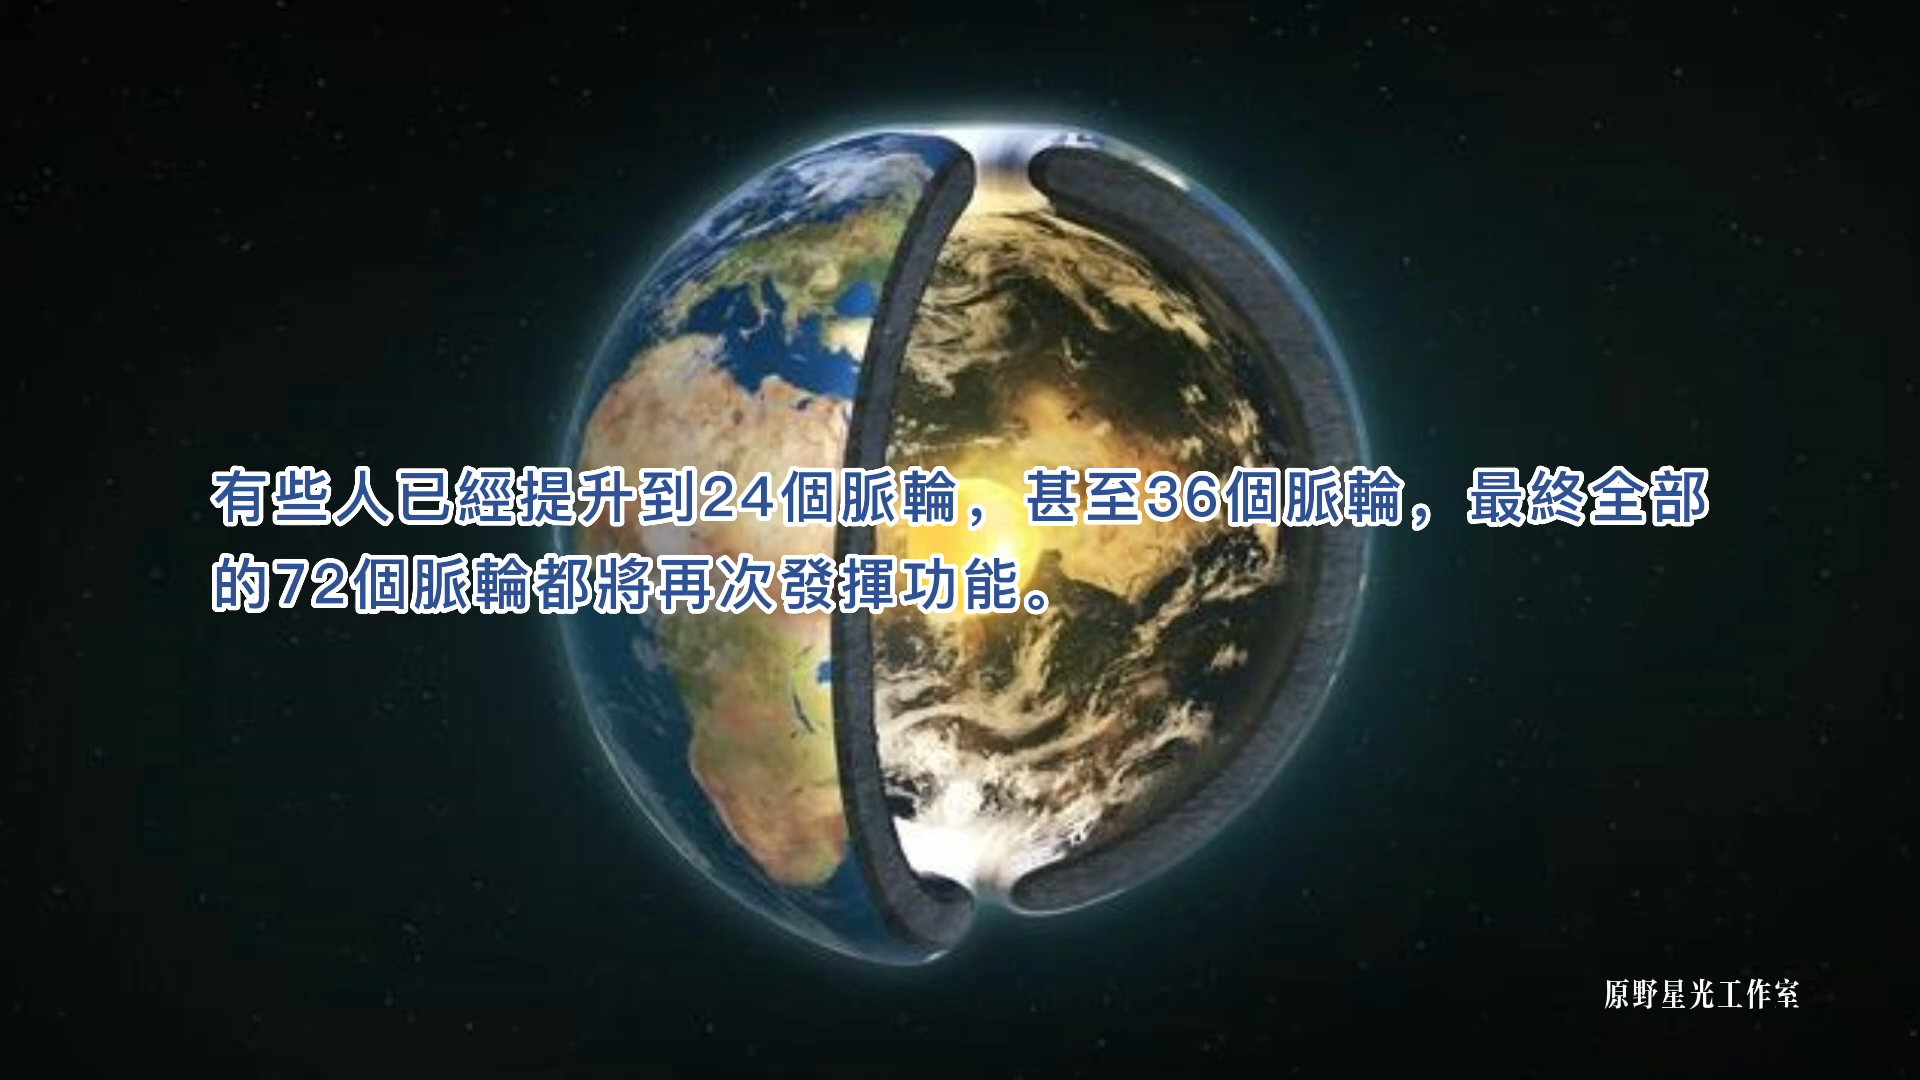 有些人已經提升到24個脈輪，甚至36個脈輪，最終全部
的72個脈輪都將再次發揮功能。
原野星光工作室